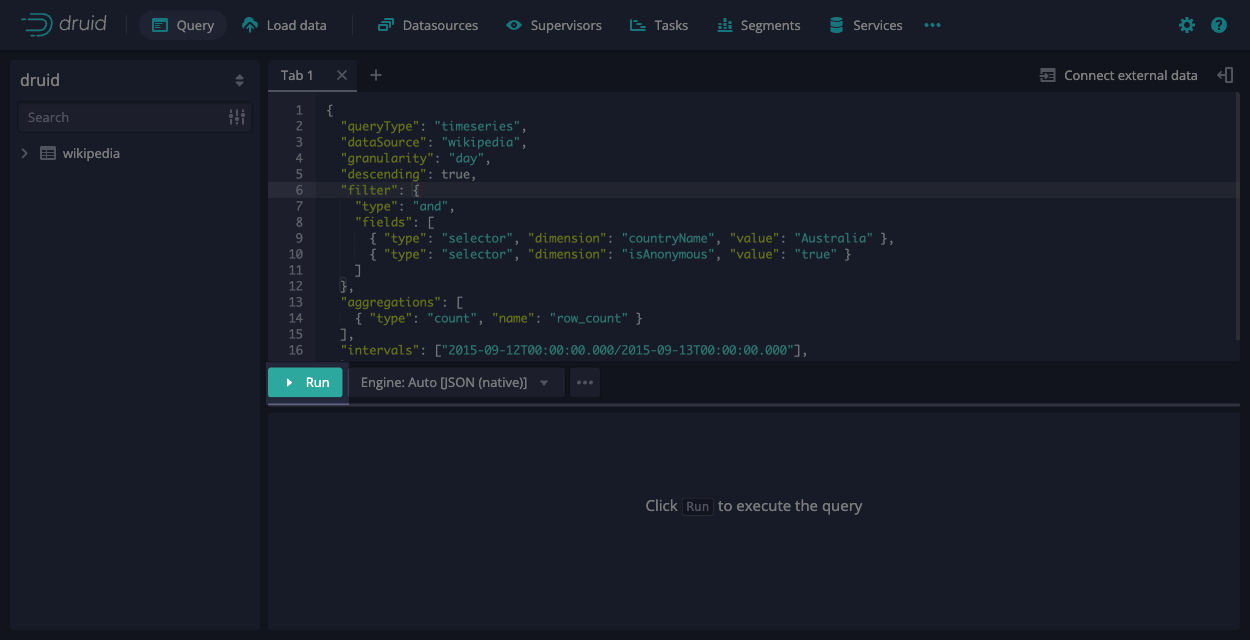 druid
Query
Load data
Datasources
Supervisors
Tasks
Segments
Services
druid
Search
wikipedia
Tab 1
Connect external data
1 {
2 "queryType": "timeseries",
3 "dataSource": "wikipedia",
4 "granularity": "day",
5 "descending": true,
6 "filter": {
7 "type": "and",
8 "fields": [
9 { "type": "selector", "dimension": "countryName", "value": "Australia" },
10 { "type": "selector", "dimension": "isAnonymous", "value": "true" }
11 ]
12 },
13 "aggregations": [
14 { "type": "count", "name": "row_count" }
15 ],
16 "intervals": ["2015-09-12T00:00:00.000/2015-09-13T00:00:00.000"],
Run
Engine: Auto [JSON (native)]
Click Run to execute the query